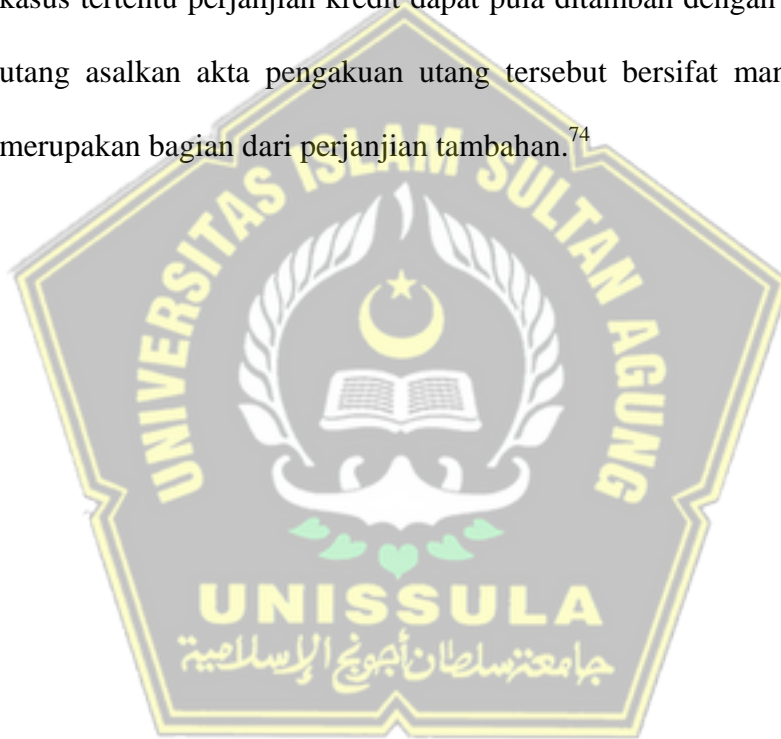 kasus tertentu perjanjian kredit dapat pula ditambah dengan
utang asalkan akta pengakuan utang tersebut bersifat
merupakan bagian dari perjanjian tambahan.74
UNIVERSITAS ISLAM SULTAN AGUNG
UNISSULA
جامعة سلطان أجونج الإسلامية